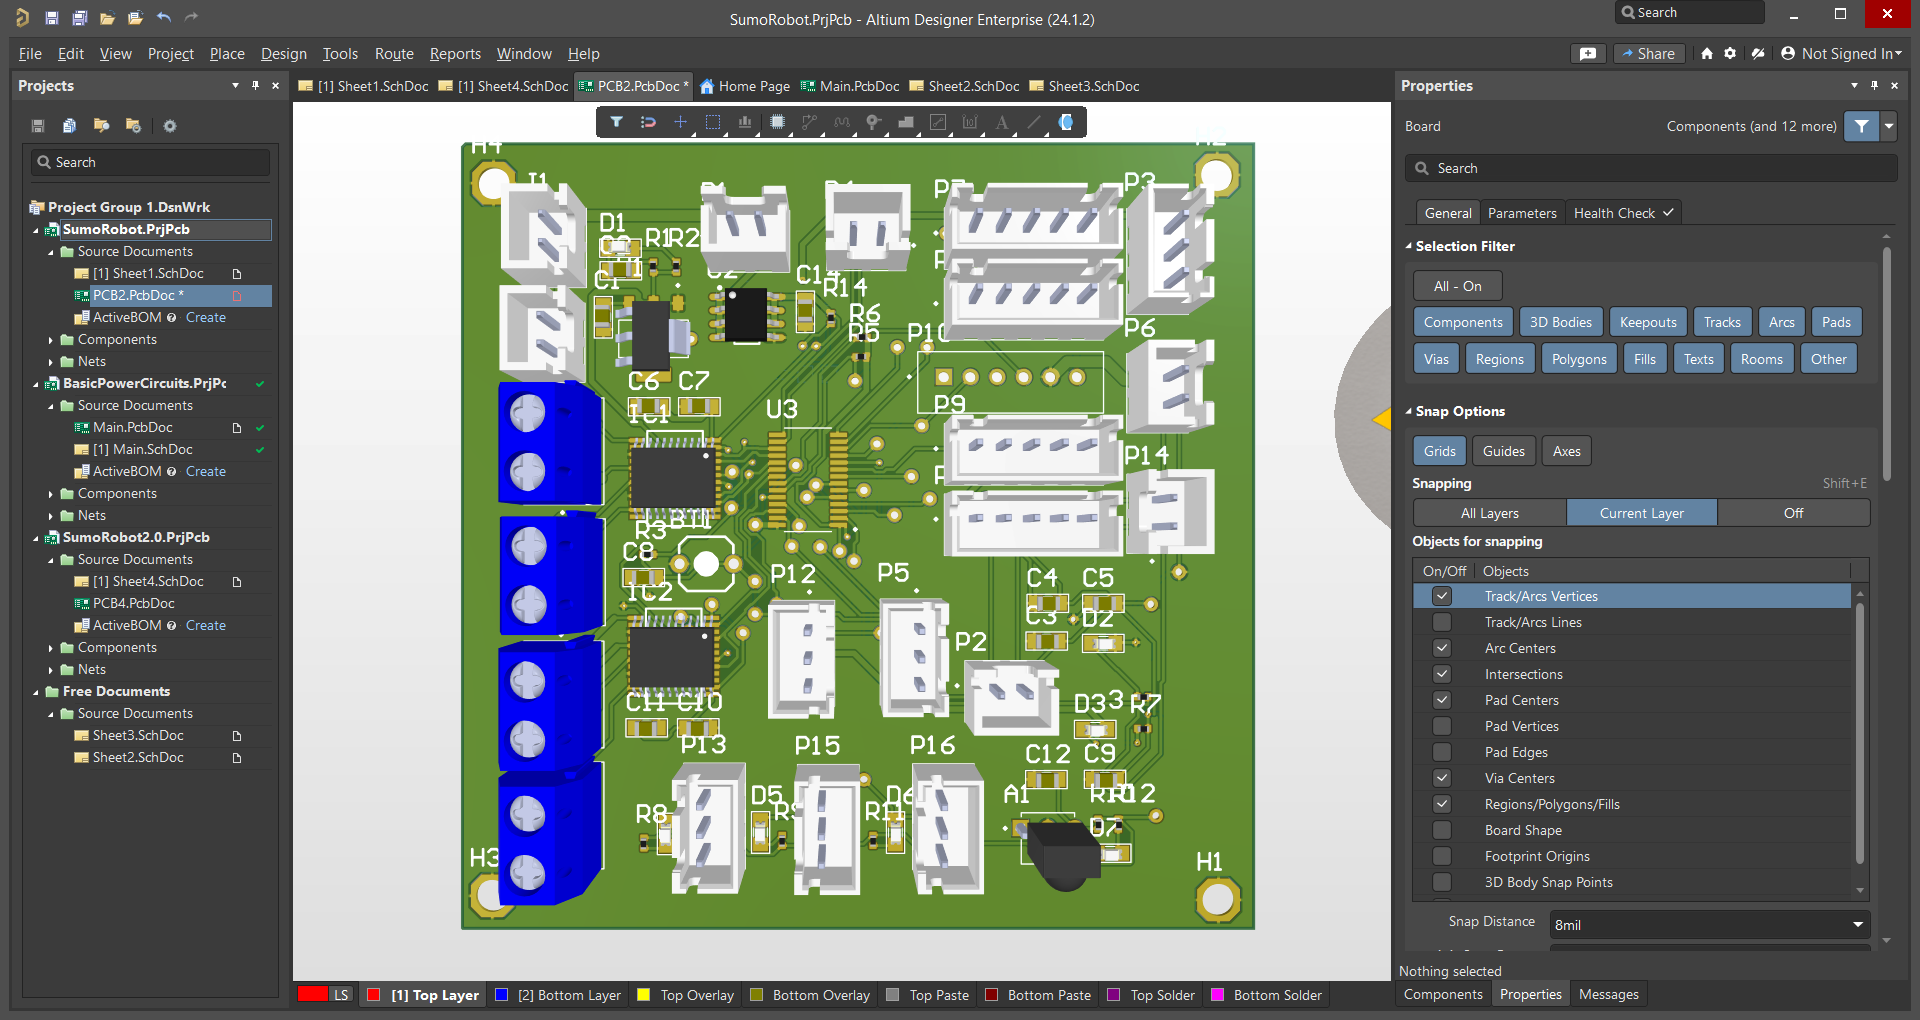 SumoRobot.PrjPcb - Altium Designer Enterprise (24.1.2)
Search
File Edit View Project Place Design Tools Route Reports Window Help
Share
Not Signed In
Projects
[1] Sheet1.SchDoc
[1] Sheet4.SchDoc
PCB2.PcbDoc *
Home Page
Main.PcbDoc
Sheet2.SchDoc
Sheet3.SchDoc
Search
Project Group 1.DsnWrk
SumoRobot.PrjPcb
Source Documents
[1] Sheet1.SchDoc
PCB2.PcbDoc *
ActiveBOM Create
Components
Nets
BasicPowerCircuits.PrjPc
Source Documents
Main.PcbDoc
[1] Main.SchDoc
ActiveBOM Create
Components
Nets
SumoRobot2.0.PrjPcb
Source Documents
[1] Sheet4.SchDoc
PCB4.PcbDoc
ActiveBOM Create
Components
Nets
Free Documents
Source Documents
Sheet3.SchDoc
Sheet2.SchDoc
H4
D1
R1
R2
P3
C1
C14
R14
R6
R5
P10
P6
C6
C7
IC1
U3
P9
P14
R3
BT1
C8
IC2
P12
P5
C4
C5
C3
D2
P2
C11
C10
D3
R7
P13
P15
P16
C12
C9
R8
D5
R11
A1
H3
H1
LS
[1] Top Layer
[2] Bottom Layer
Top Overlay
Bottom Overlay
Top Paste
Bottom Paste
Top Solder
Bottom Solder
Properties
Board
Components (and 12 more)
Search
General
Parameters
Health Check
Selection Filter
All - On
Components 3D Bodies Keepouts Tracks Arcs Pads
Vias Regions Polygons Fills Texts Rooms Other
Snap Options
Grids Guides Axes
Snapping Shift+E
All Layers Current Layer Off
Objects for snapping
On/Off Objects
Track/Arcs Vertices
Track/Arcs Lines
Arc Centers
Intersections
Pad Centers
Pad Vertices
Pad Edges
Via Centers
Regions/Polygons/Fills
Board Shape
Footprint Origins
3D Body Snap Points
Snap Distance 8mil
Nothing selected
Components Properties Messages